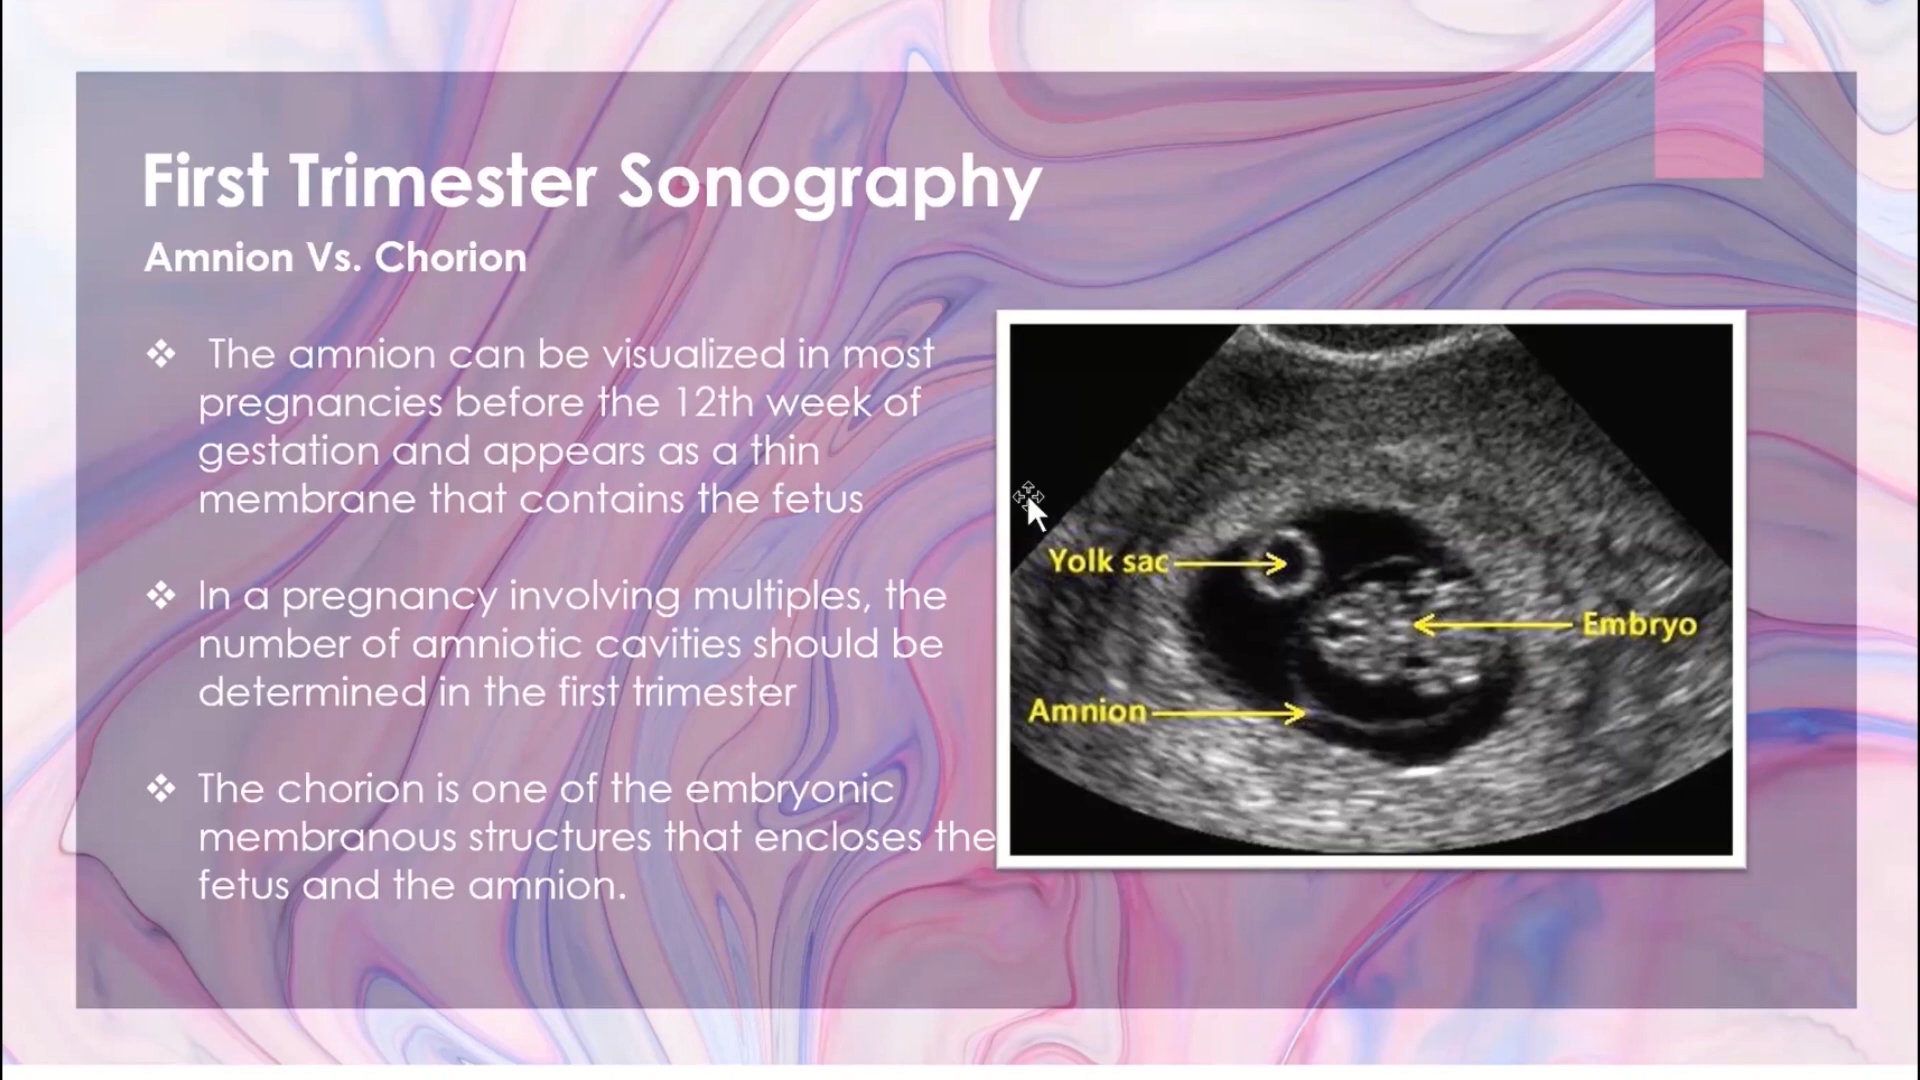 First Trimester Sonography
Amnion Vs. Chorion
❖ The amnion can be visualized in most
pregnancies before the 12th week of
gestation and appears as a thin
membrane that contains the fetus
❖ In a pregnancy involving multiples, the
number of amniotic cavities should be
determined in the first trimester
❖ The chorion is one of the embryonic
membranous structures that encloses the
fetus and the amnion.
Yolk sac
Embryo
Amnion